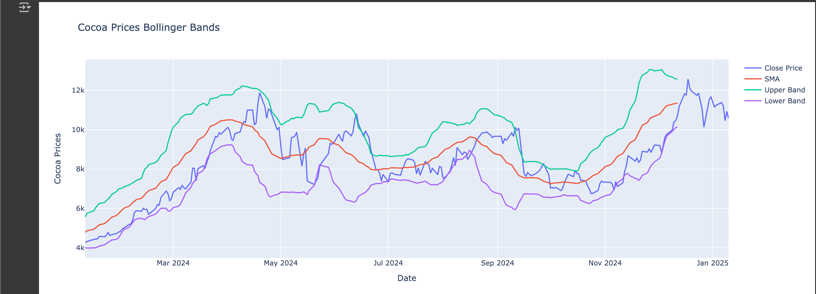 Cocoa Prices Bollinger Bands
Close Price
SMA
Upper Band
Lower Band
Cocoa Prices
12k
10k
8k
6k
4k
Mar 2024
May 2024
Jul 2024
Sep 2024
Nov 2024
Jan 2025
Date